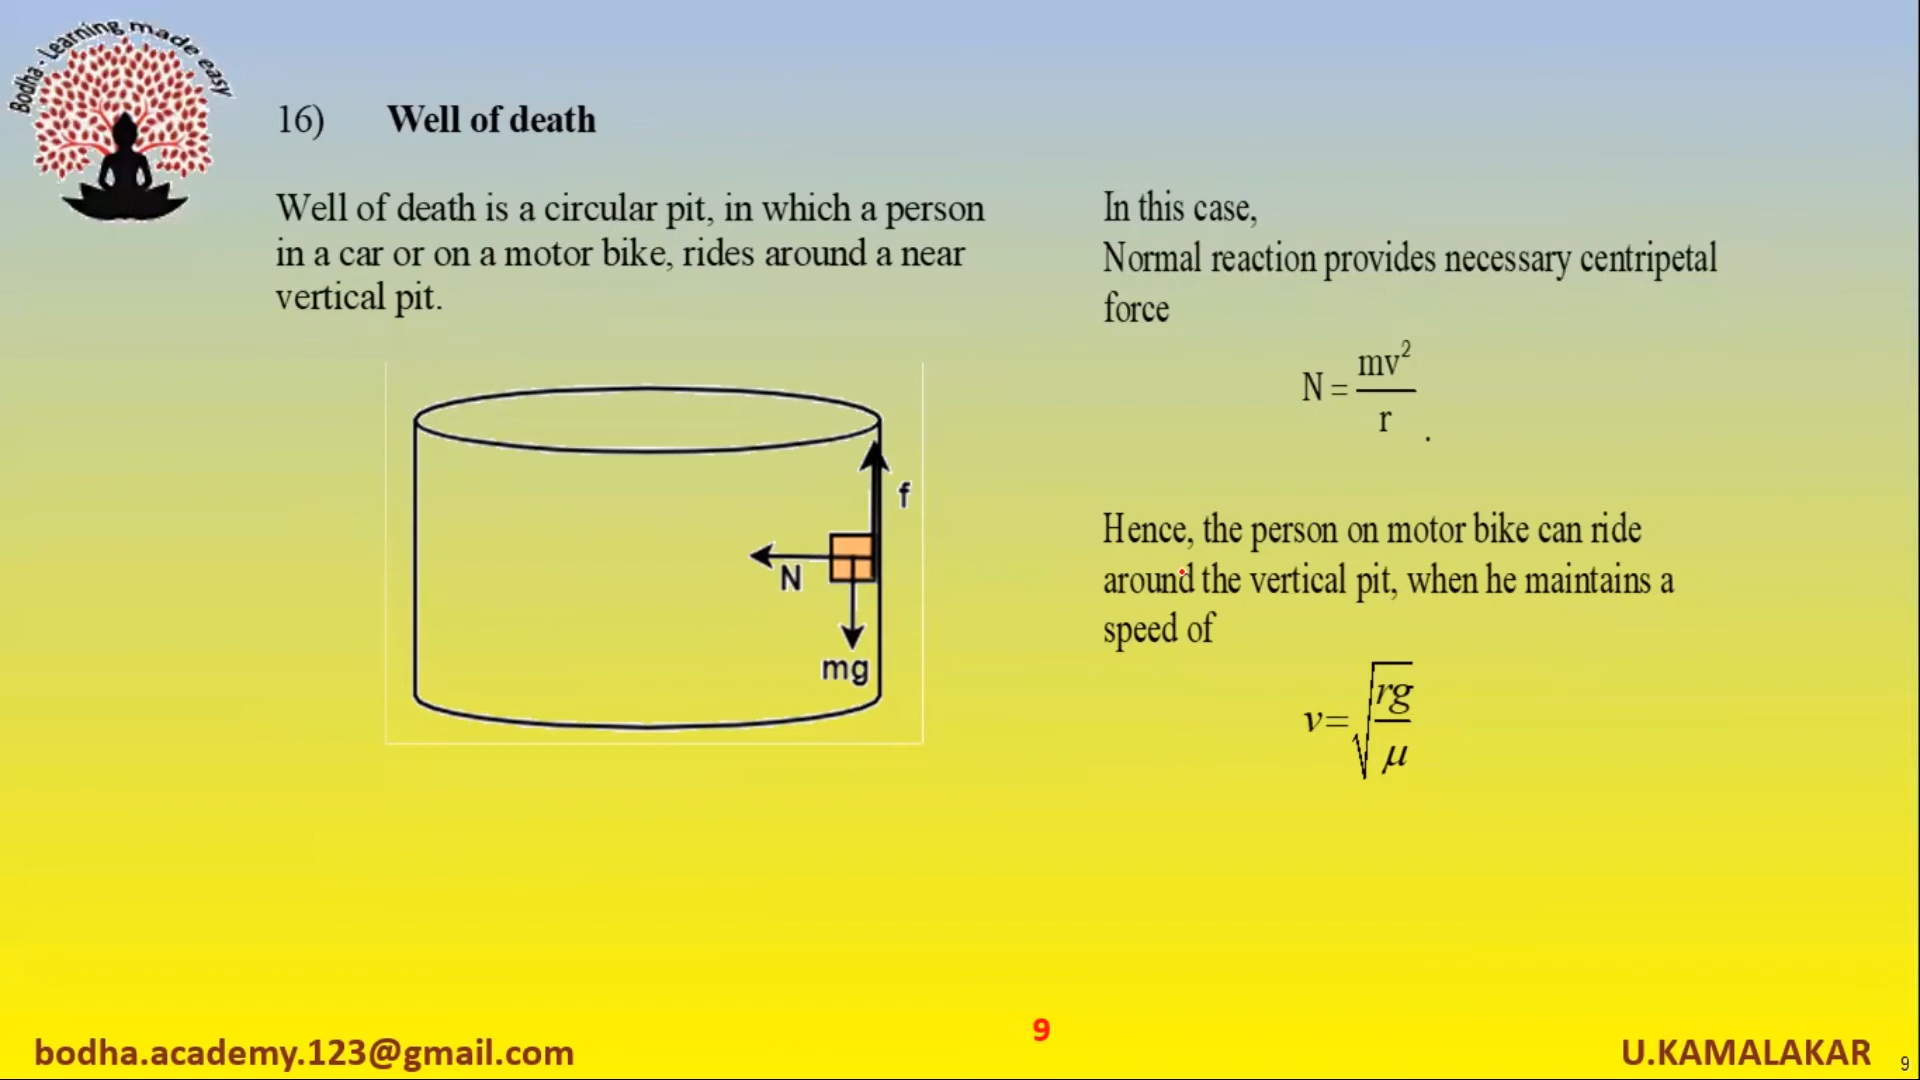 Bodha - Learning made easy
16) Well of death
Well of death is a circular pit, in which a person
in a car or on a motor bike, rides around a near
vertical pit.
f
N
mg
In this case,
Normal reaction provides necessary centripetal
force
N = mv²/r .
Hence, the person on motor bike can ride
around the vertical pit, when he maintains a
speed of
v=√(rg/μ)
9
bodha.academy.123@gmail.com
U.KAMALAKAR
9